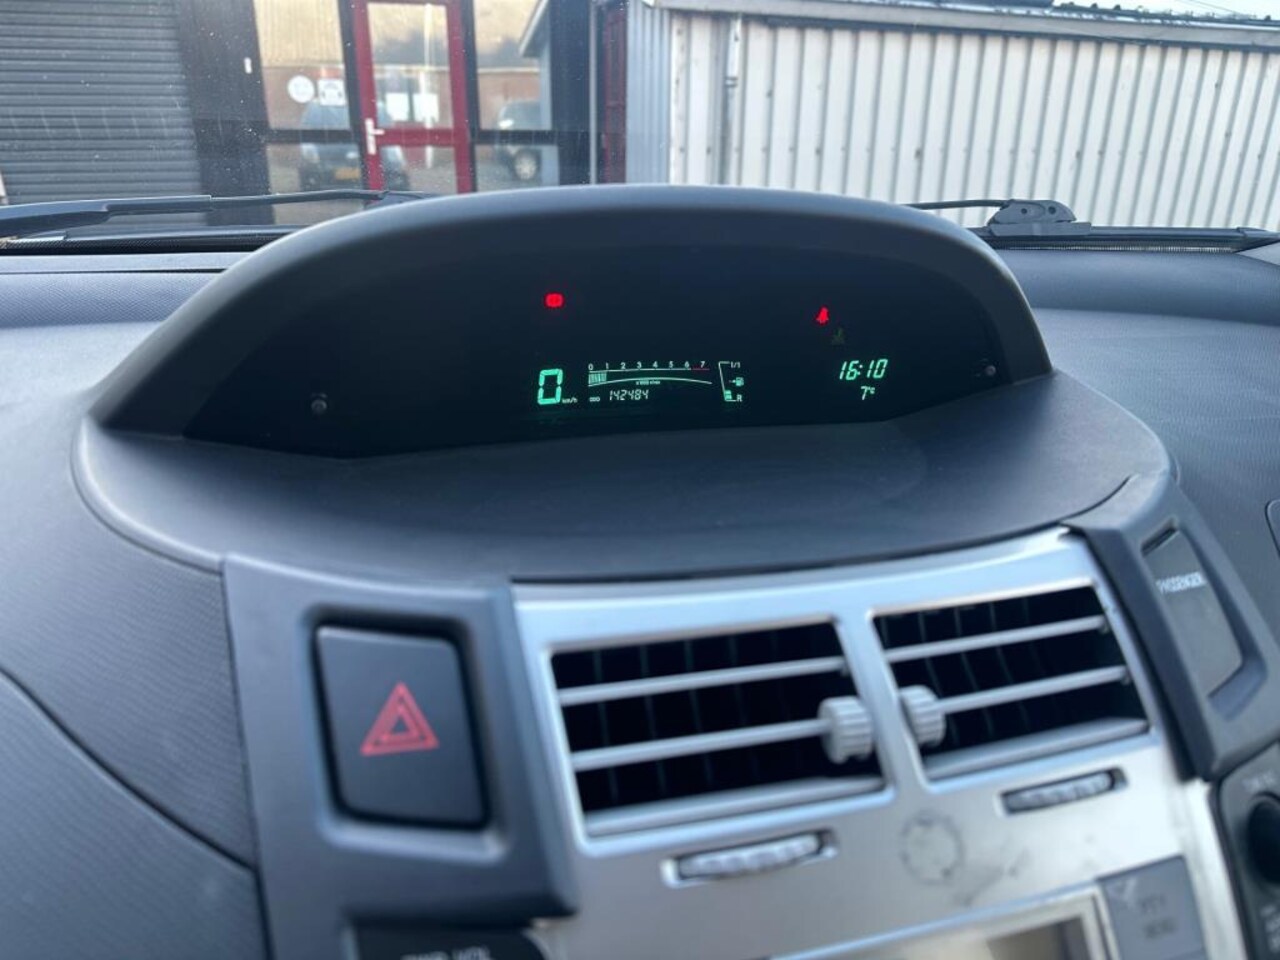 0 1 2 3 4 5 6 7
x1000 r/min
0 km/h
ODO 142484
1/1
R
16:10
7°C
PASSENGER